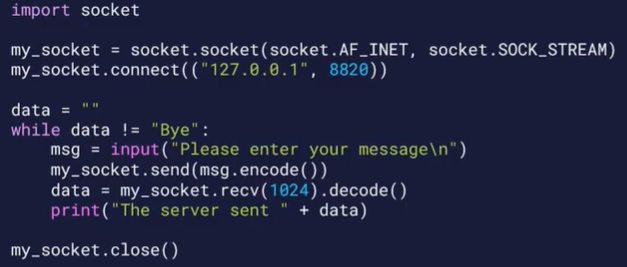 import socket

my_socket = socket.socket(socket.AF_INET, socket.SOCK_STREAM)
my_socket.connect(("127.0.0.1", 8820))

data = ""
while data != "Bye":
    msg = input("Please enter your message\n")
    my_socket.send(msg.encode())
    data = my_socket.recv(1024).decode()
    print("The server sent " + data)

my_socket.close()